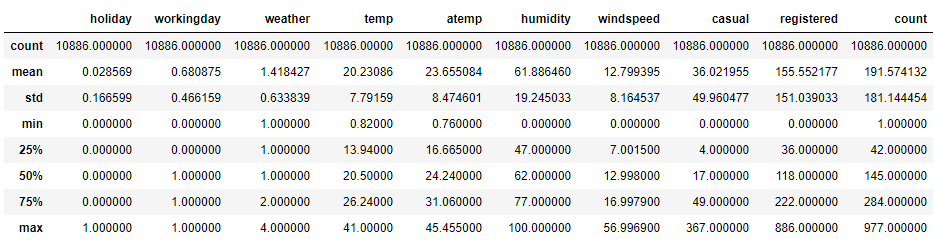 holiday workingday weather temp atemp humidity windspeed casual registered count
count 10886.000000 10886.000000 10886.000000 10886.00000 10886.000000 10886.000000 10886.000000 10886.000000 10886.000000 10886.000000
mean 0.028569 0.680875 1.418427 20.23086 23.655084 61.886460 12.799395 36.021955 155.552177 191.574132
std 0.166599 0.466159 0.633839 7.79159 8.474601 19.245033 8.164537 49.960477 151.039033 181.144454
min 0.000000 0.000000 1.000000 0.82000 0.760000 0.000000 0.000000 0.000000 0.000000 1.000000
25% 0.000000 0.000000 1.000000 13.94000 16.665000 47.000000 7.001500 4.000000 36.000000 42.000000
50% 0.000000 1.000000 1.000000 20.50000 24.240000 62.000000 12.998000 17.000000 118.000000 145.000000
75% 0.000000 1.000000 2.000000 26.24000 31.060000 77.000000 16.997900 49.000000 222.000000 284.000000
max 1.000000 1.000000 4.000000 41.00000 45.455000 100.000000 56.996900 367.000000 886.000000 977.000000